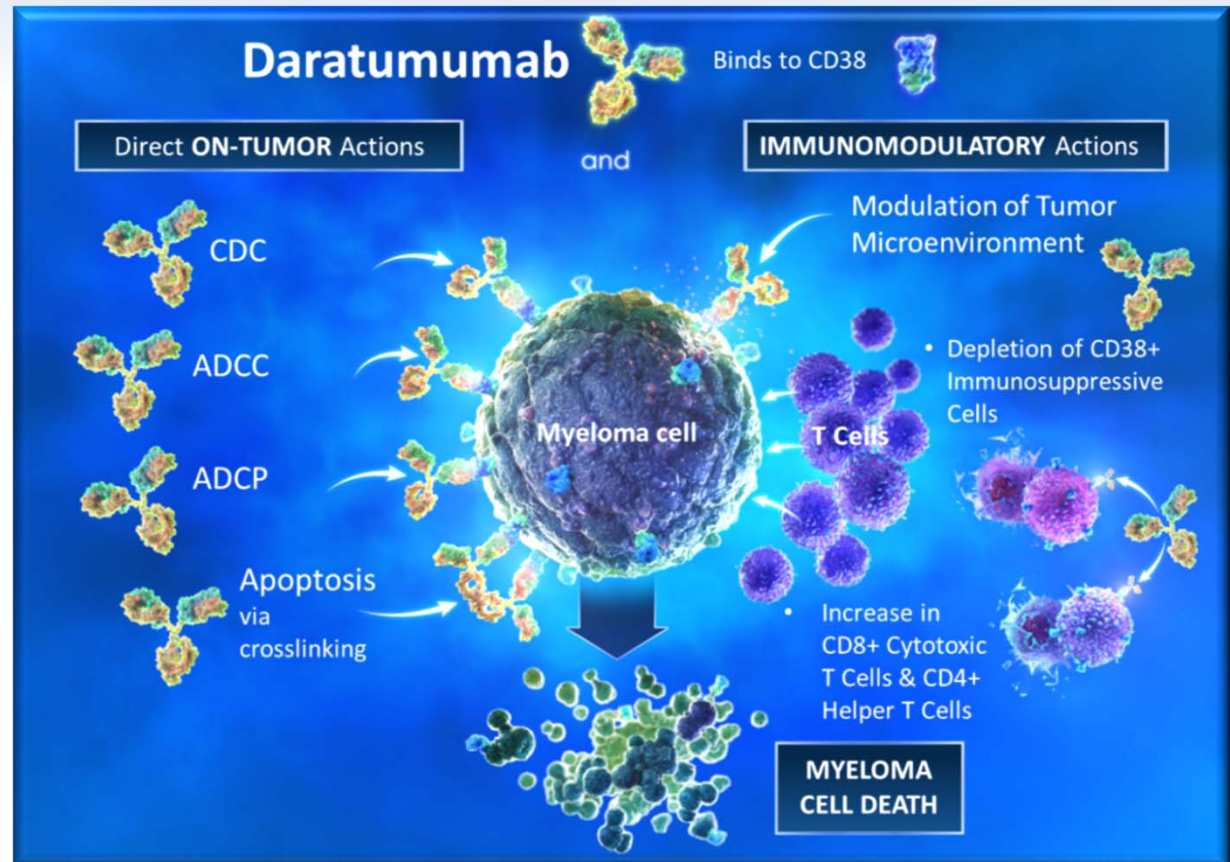 Daratumumab
Binds to CD38
and
Direct ON-TUMOR Actions
CDC
ADCC
ADCP
Apoptosis
via
crosslinking
Myeloma cell
T Cells
IMMUNOMODULATORY Actions
Modulation of Tumor
Microenvironment
• Depletion of CD38+
Immunosuppressive
Cells
• Increase in
CD8+ Cytotoxic
T Cells & CD4+
Helper T Cells
MYELOMA
CELL DEATH